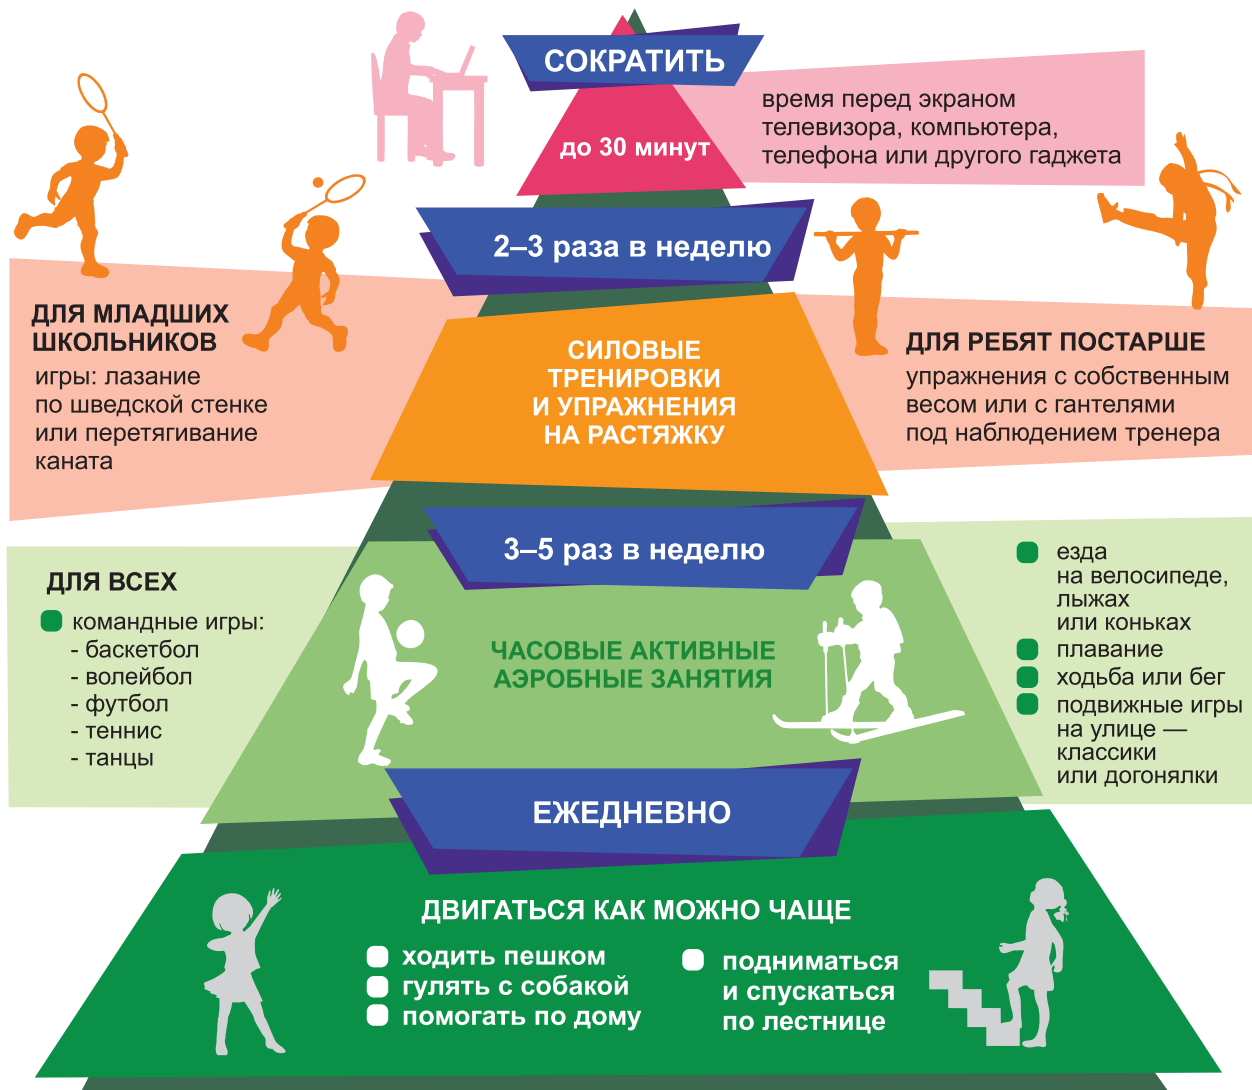 СОКРАТИТЬ
до 30 минут
время перед экраном
телевизора, компьютера,
телефона или другого гаджета
2–3 раза в неделю
ДЛЯ МЛАДШИХ
ШКОЛЬНИКОВ
игры: лазание
по шведской стенке
или перетягивание
каната
СИЛОВЫЕ
ТРЕНИРОВКИ
И УПРАЖНЕНИЯ
НА РАСТЯЖКУ
ДЛЯ РЕБЯТ ПОСТАРШЕ
упражнения с собственным
весом или с гантелями
под наблюдением тренера
3–5 раз в неделю
ДЛЯ ВСЕХ
командные игры:
- баскетбол
- волейбол
- футбол
- теннис
- танцы
ЧАСОВЫЕ АКТИВНЫЕ
АЭРОБНЫЕ ЗАНЯТИЯ
езда
на велосипеде,
лыжах
или коньках
плавание
ходьба или бег
подвижные игры
на улице —
классики
или догонялки
ЕЖЕДНЕВНО
ДВИГАТЬСЯ КАК МОЖНО ЧАЩЕ
ходить пешком
гулять с собакой
помогать по дому
подниматься
и спускаться
по лестнице